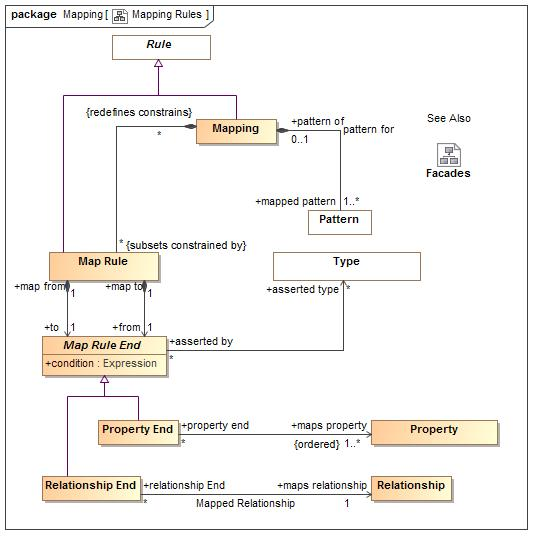 package Mapping [ Mapping Rules ]
Rule
{redefines constrains}
*
Mapping
+pattern of
0..1
pattern for
See Also
Facades
+mapped pattern 1..*
Pattern
* {subsets constrained by}
Map Rule
Type
+map from 1
+map to 1
+asserted type *
+to 1
+from 1
Map Rule End
+condition : Expression
+asserted by
*
Property End
+property end
*
+maps property
{ordered} 1..*
Property
Relationship End
+relationship End
*
Mapped Relationship
+maps relationship
1
Relationship